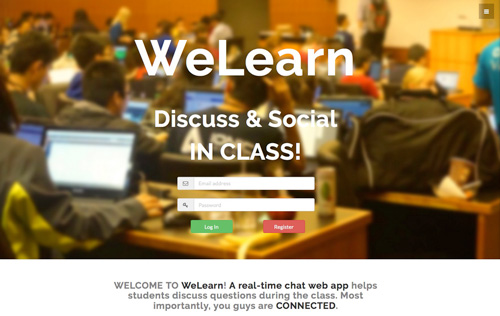 WeLearn
Discuss & Social
IN CLASS!
Email address
Password
Log In
Register
WELCOME TO WeLearn! A real-time chat web app helps
students discuss questions during the class. Most
importantly, you guys are CONNECTED.